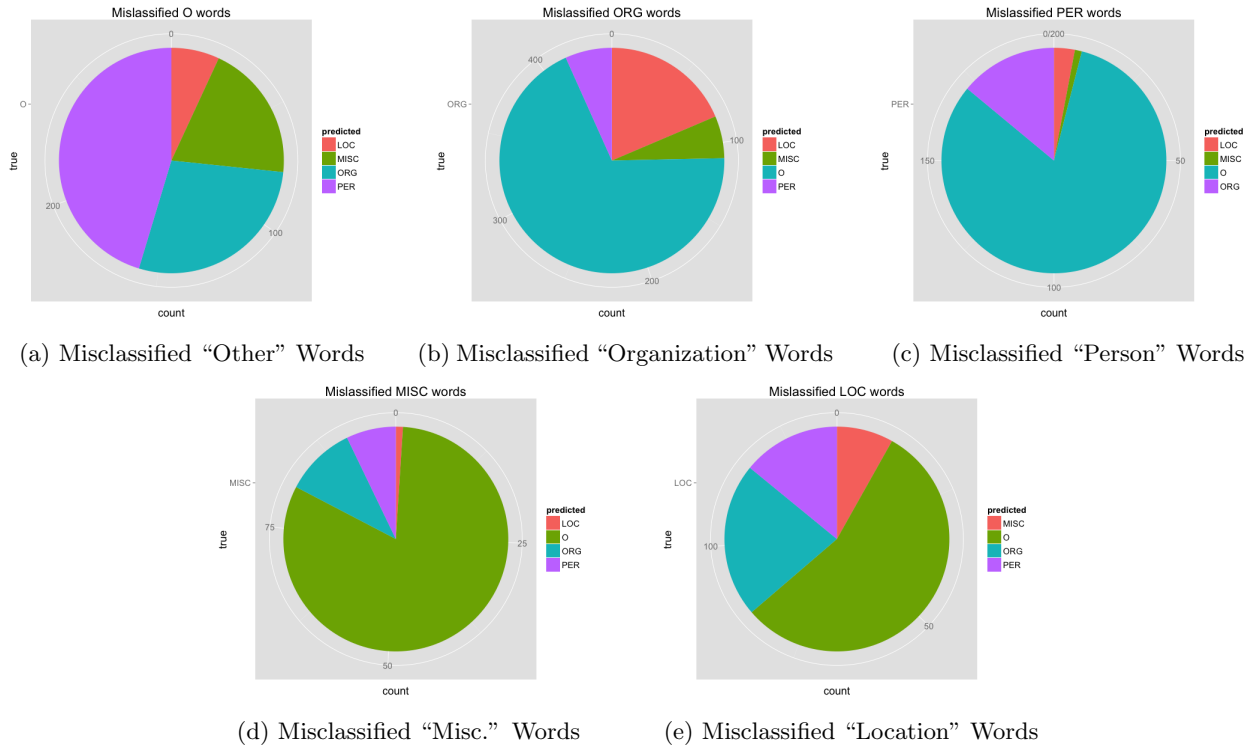 Mislassified O words
0
O
true
200
100
count
predicted
LOC
MISC
ORG
PER
Mislassified ORG words
0
400
ORG
true
100
300
200
count
predicted
LOC
MISC
O
PER
Mislassified PER words
0/200
PER
true
150
50
100
count
predicted
LOC
MISC
O
ORG
(a) Misclassified “Other” Words
(b) Misclassified “Organization” Words
(c) Misclassified “Person” Words
Mislassified MISC words
0
MISC
true
75
25
50
count
predicted
LOC
O
ORG
PER
Mislassified LOC words
0
LOC
true
100
50
count
predicted
MISC
O
ORG
PER
(d) Misclassified “Misc.” Words
(e) Misclassified “Location” Words